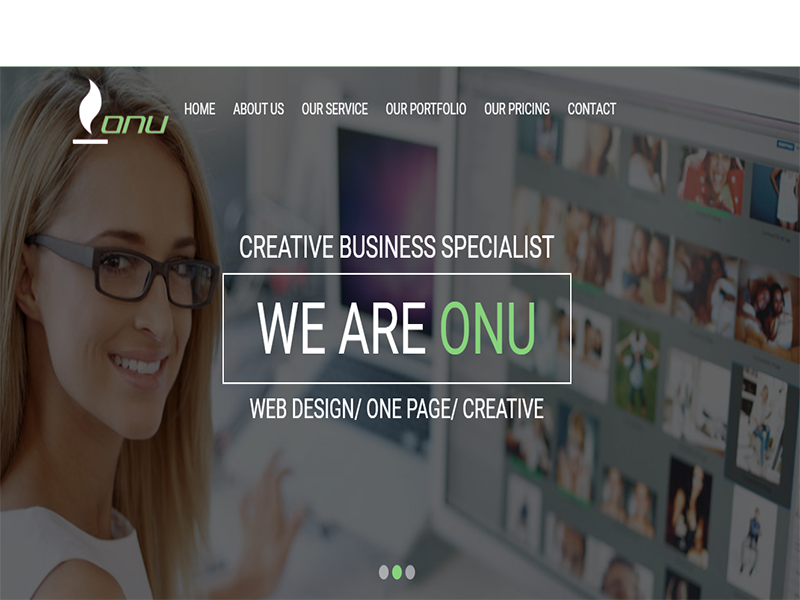 onu
HOME ABOUT US OUR SERVICE OUR PORTFOLIO OUR PRICING CONTACT
CREATIVE BUSINESS SPECIALIST
WE ARE ONU
WEB DESIGN/ ONE PAGE/ CREATIVE